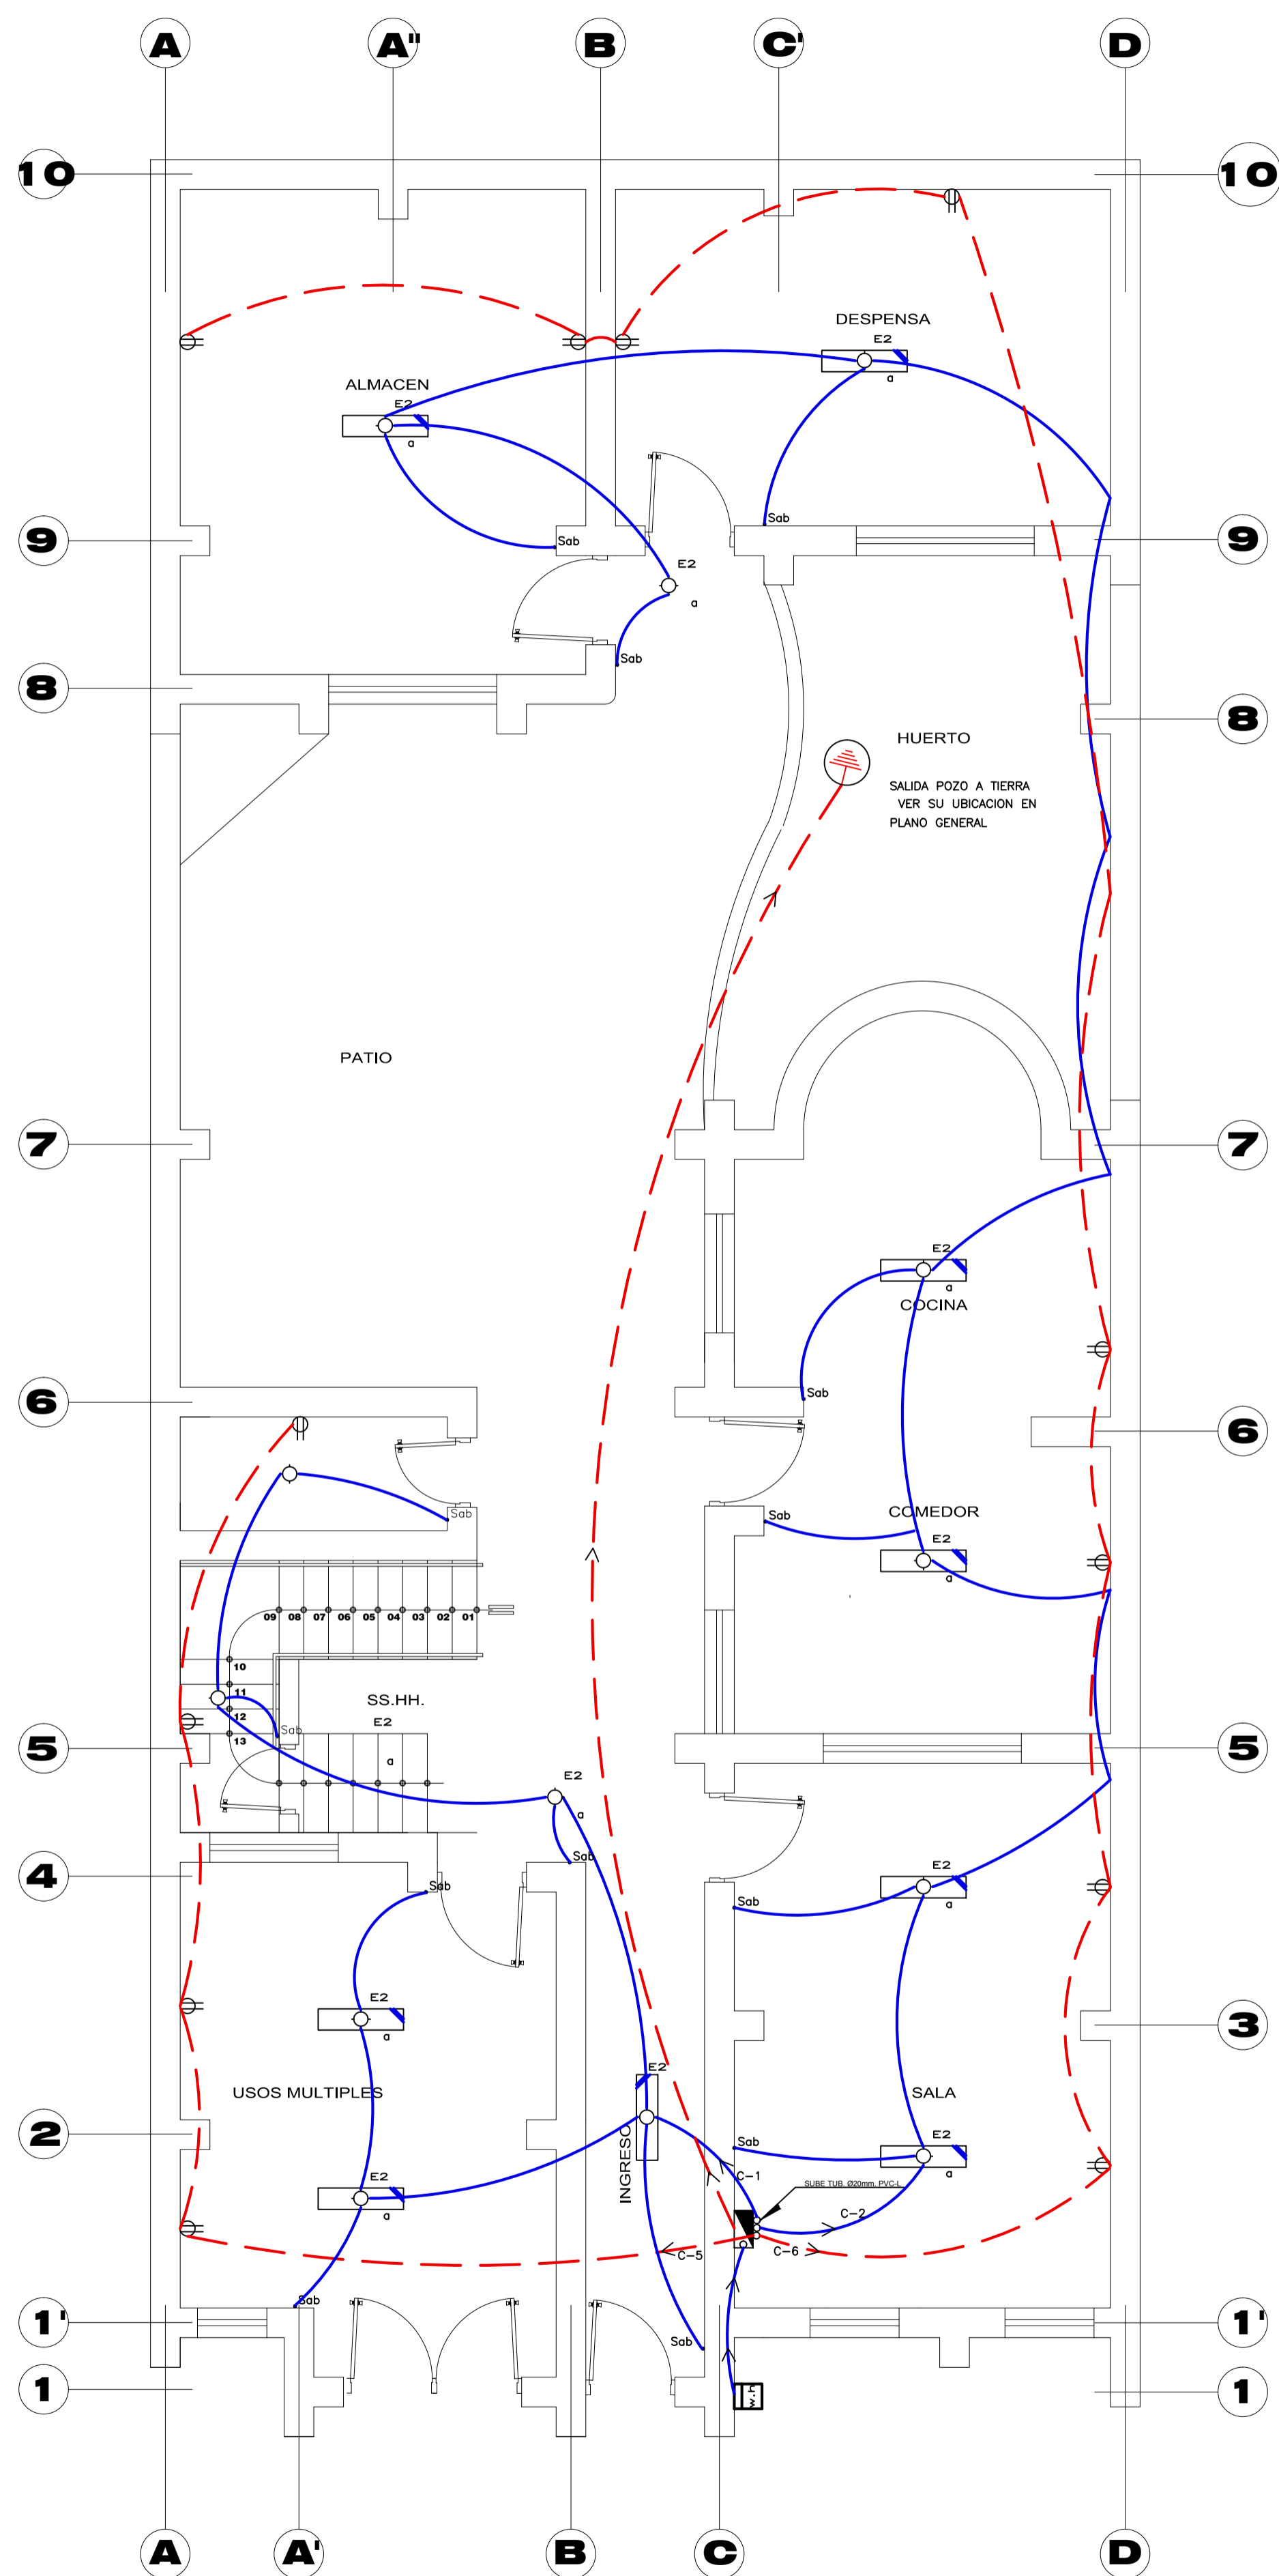 A A" B C' D
10 10
DESPENSA
E2
a
ALMACEN
E2
a
Sab
9 Sab 9
E2
a
Sab
8 8
HUERTO
SALIDA POZO A TIERRA
VER SU UBICACION EN
PLANO GENERAL
PATIO
7 7
E2
a
COCINA
Sab
6 6
Sab
Sab
COMEDOR
E2
a
09 08 07 06 05 04 03 02 01
10
11
12
13
SS.HH.
E2
a
Sab
5 5
E2
a
Sab
4
E2
a
Sab
Sab
E2
a
3
E2
USOS MULTIPLES
SALA
2
INGRESO
E2
a
Sab
C-1
SUBE TUB. Ø20mm. PVC-L
E2
a
C-2
C-5
C-6
Sab
1' 1'
Sab
w.h
1 1
A A' B C D